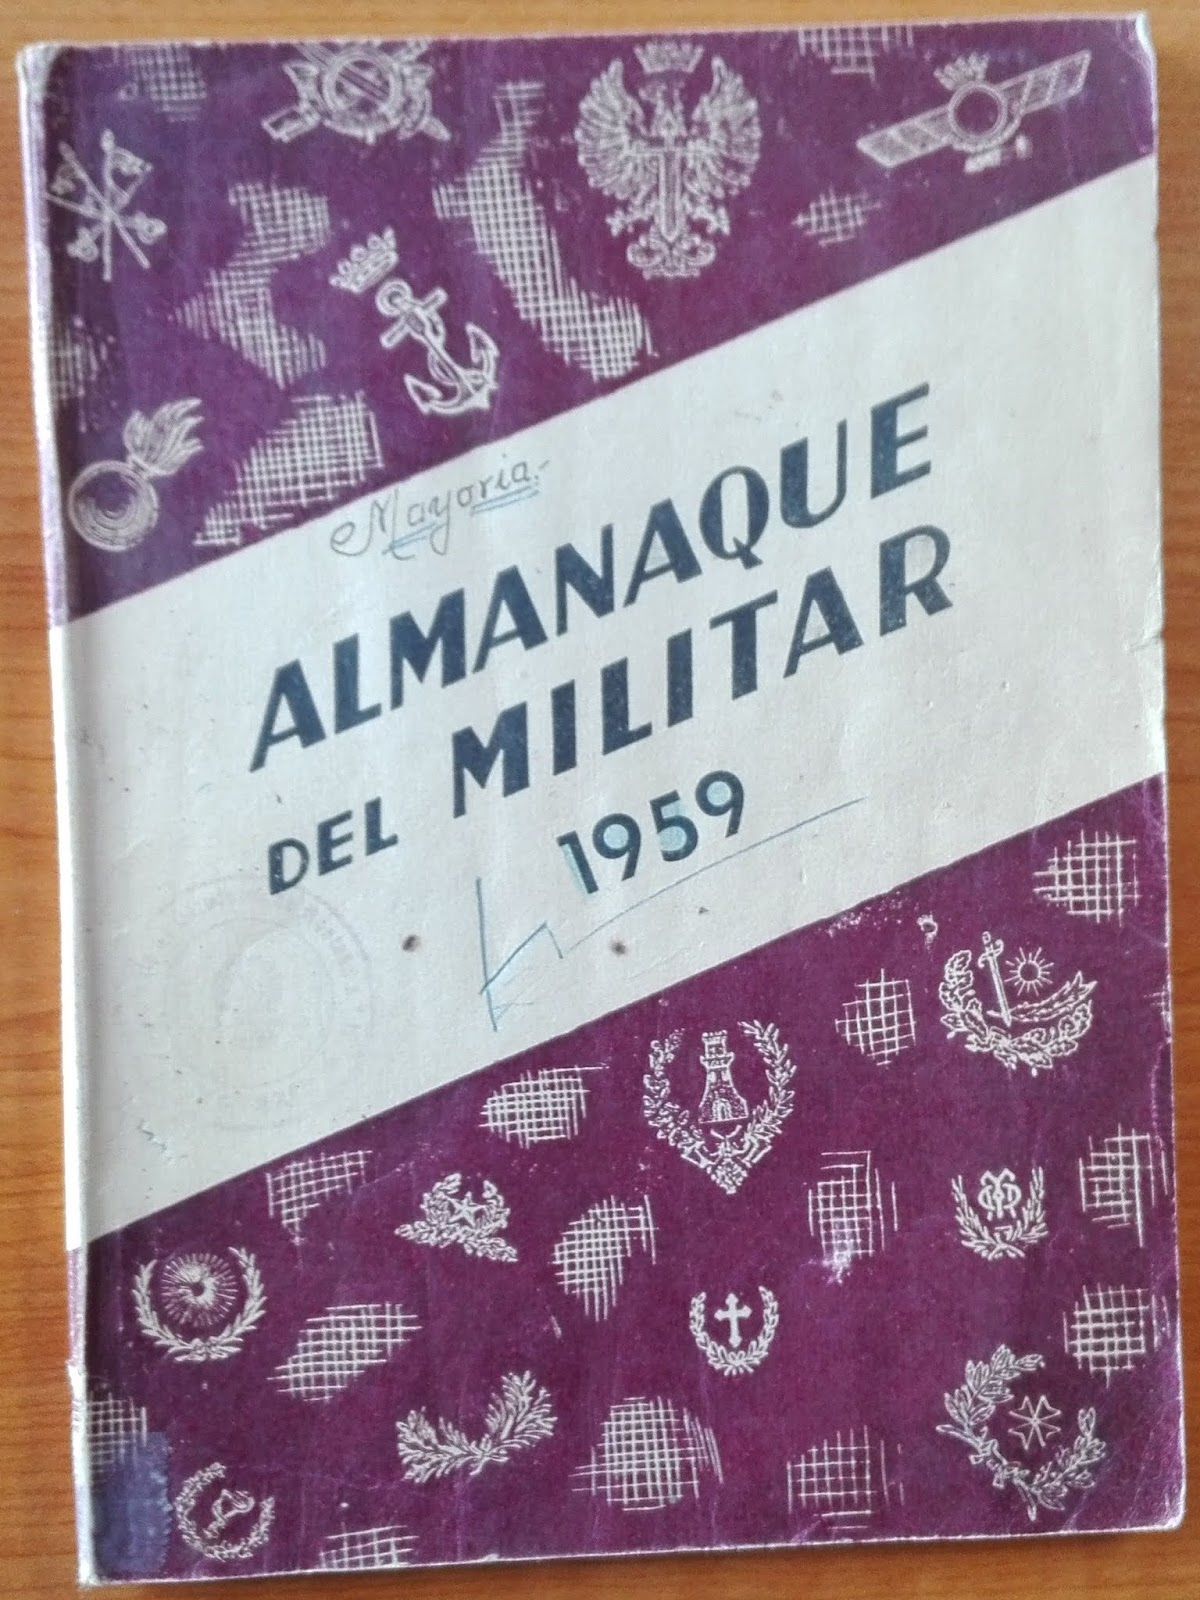 Mayoria.-
ALMANAQUE
DEL MILITAR
1959